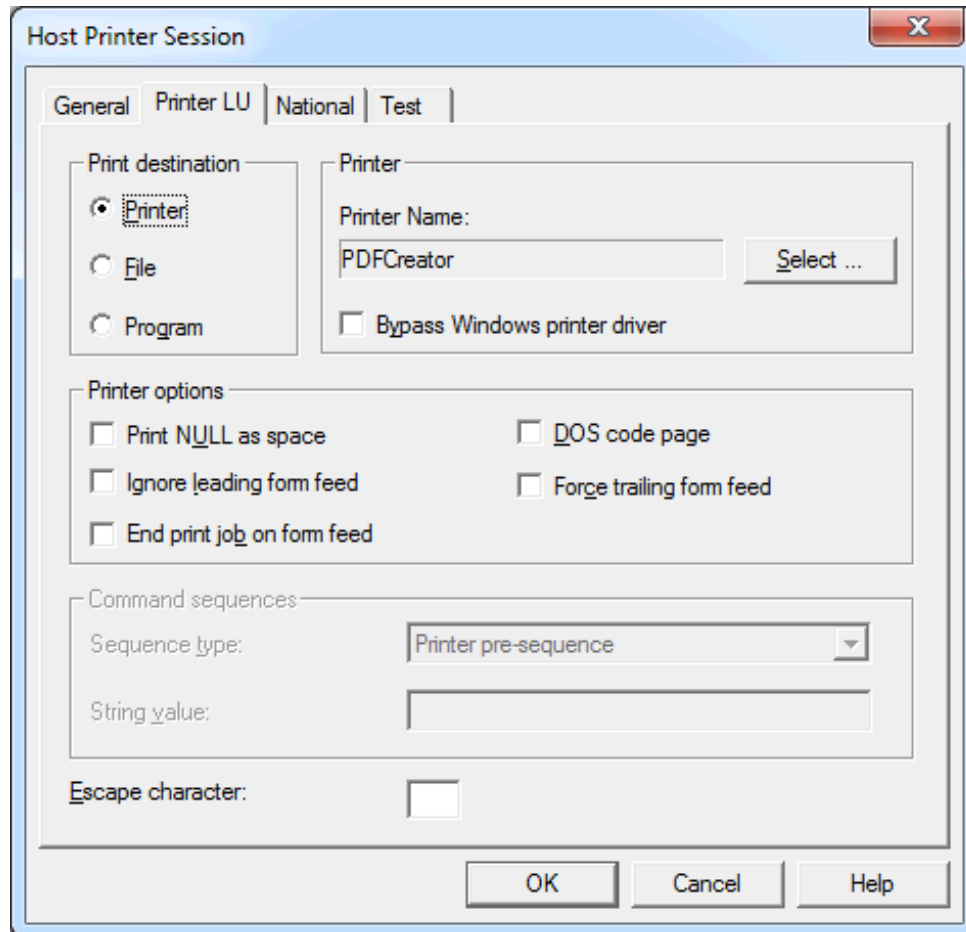 Host Printer Session
General Printer LU National Test
Print destination
Printer
File
Program
Printer
Printer Name:
PDFCreator Select ...
Bypass Windows printer driver
Printer options
Print NULL as space DOS code page
Ignore leading form feed Force trailing form feed
End print job on form feed
Command sequences
Sequence type: Printer pre-sequence
String value:
Escape character:
OK Cancel Help